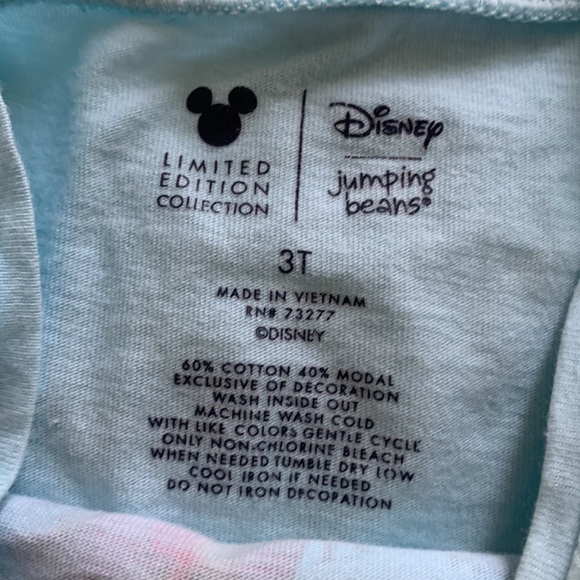 LIMITED
EDITION
COLLECTION
Disney
jumping
beans®
3T
MADE IN VIETNAM
RN# 73277
©DISNEY
60% COTTON 40% MODAL
EXCLUSIVE OF DECORATION
WASH INSIDE OUT
MACHINE WASH COLD
WITH LIKE COLORS GENTLE CYCLE
ONLY NON-CHLORINE BLEACH
WHEN NEEDED TUMBLE DRY LOW
COOL IRON IF NEEDED
DO NOT IRON DECORATION